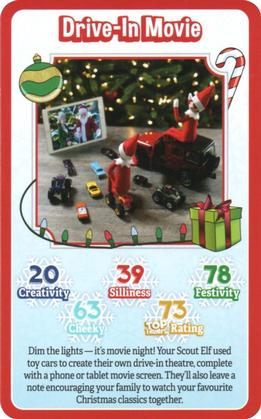 Drive-In Movie
20
Creativity
39
Silliness
78
Festivity
63
Cheeky
73
TOP TRUMPS Rating
Dim the lights — it's movie night! Your Scout Elf used
toy cars to create their own drive-in theatre, complete
with a phone or tablet movie screen. They'll also leave
a note encouraging your family to watch your favourite
Christmas classics together.